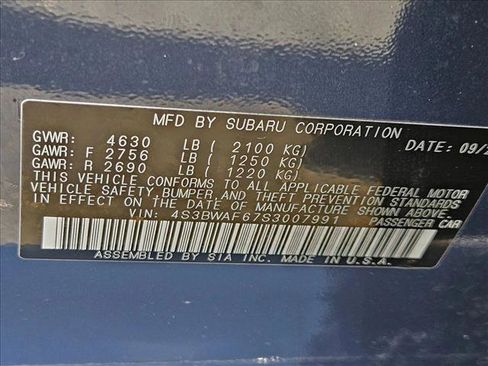 MFD BY SUBARU CORPORATION DATE: 09/2
GVWR: 4630 LB ( 2100 KG)
GAWR: F 2756 LB ( 1250 KG)
GAWR: R 2690 LB ( 1220 KG)
THIS VEHICLE CONFORMS TO ALL APPLICABLE FEDERAL MOTOR
VEHICLE SAFETY, BUMPER, AND THEFT PREVENTION STANDARDS
IN EFFECT ON THE DATE OF MANUFACTURE SHOWN ABOVE.
VIN: 4S3BWAF67S3007991 PASSENGER CAR
ASSEMBLED BY SIA INC. MADE IN U.S.A.